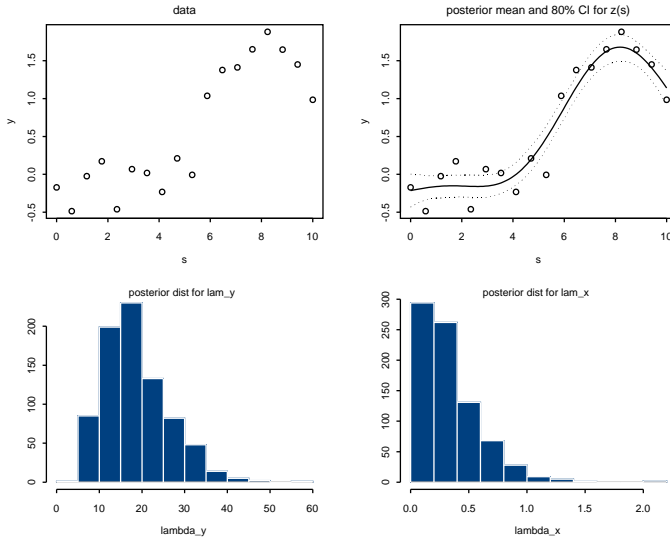 data
y
-0.5 0.0 0.5 1.0 1.5
0 2 4 6 8 10
s
posterior mean and 80% CI for z(s)
y
-0.5 0.0 0.5 1.0 1.5
0 2 4 6 8 10
s
posterior dist for lam_y
0 50 100 150 200
0 10 20 30 40 50 60
lambda_y
posterior dist for lam_x
0 50 100 150 200 250 300
0.0 0.5 1.0 1.5 2.0
lambda_x